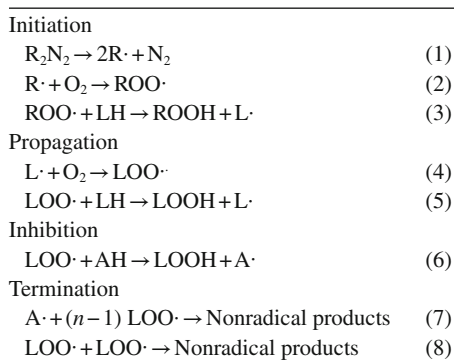 Initiation
R₂N₂ → 2R· + N₂ (1)
R· + O₂ → ROO· (2)
ROO· + LH → ROOH + L· (3)
Propagation
L· + O₂ → LOO· (4)
LOO· + LH → LOOH + L· (5)
Inhibition
LOO· + AH → LOOH + A· (6)
Termination
A· + (n − 1) LOO· → Nonradical products (7)
LOO· + LOO· → Nonradical products (8)